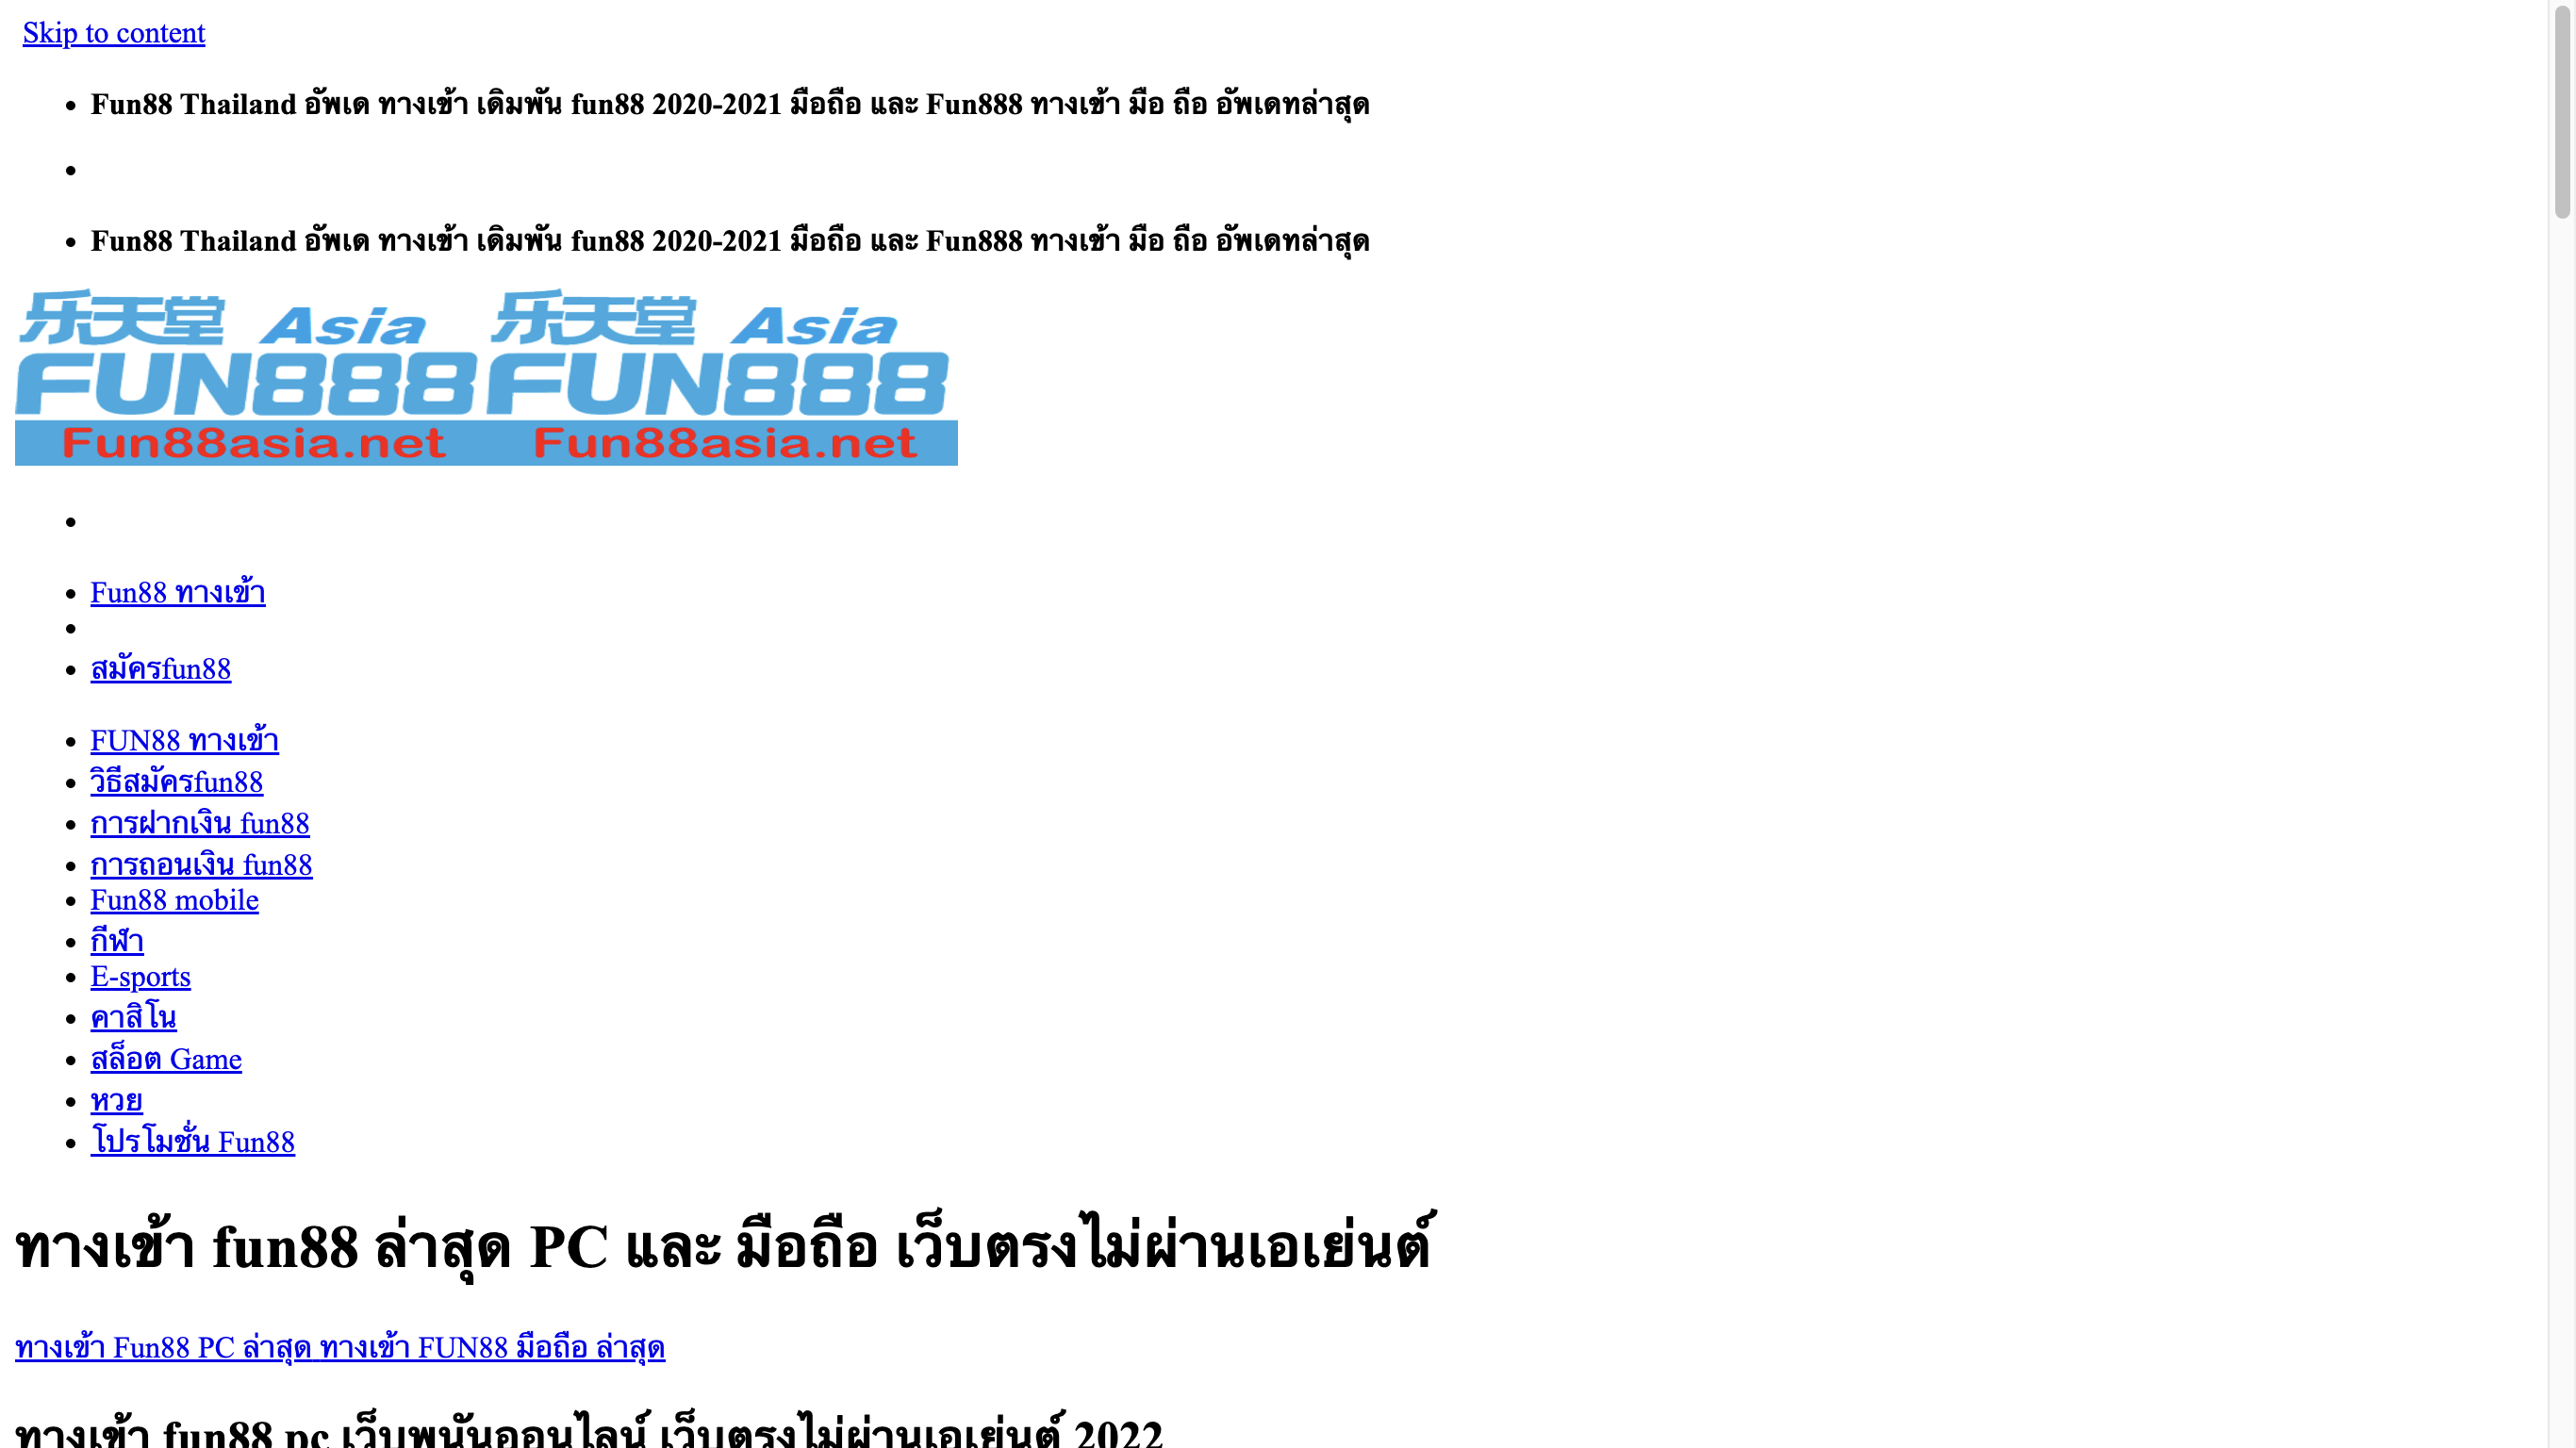 Skip to content
Fun88 Thailand อัพเด ทางเข้า เดิมพัน fun88 2020-2021 มือถือ และ Fun888 ทางเข้า มือ ถือ อัพเดทล่าสุด
Fun88 Thailand อัพเด ทางเข้า เดิมพัน fun88 2020-2021 มือถือ และ Fun888 ทางเข้า มือ ถือ อัพเดทล่าสุด
乐天堂 Asia 乐天堂 Asia
FUN888 FUN888
Fun88asia.net Fun88asia.net
Fun88 ทางเข้า
สมัครfun88
FUN88 ทางเข้า
วิธีสมัครfun88
การฝากเงิน fun88
การถอนเงิน fun88
Fun88 mobile
กีฬา
E-sports
คาสิโน
สล็อต Game
หวย
โปรโมชั่น Fun88
ทางเข้า fun88 ล่าสุด PC และ มือถือ เว็บตรงไม่ผ่านเอเย่นต์
ทางเข้า Fun88 PC ล่าสุด ทางเข้า FUN88 มือถือ ล่าสุด
ทางเข้า fun88 pc เว็บพนันออนไลน์ เว็บตรงไม่ผ่านเอเย่นต์ 2022